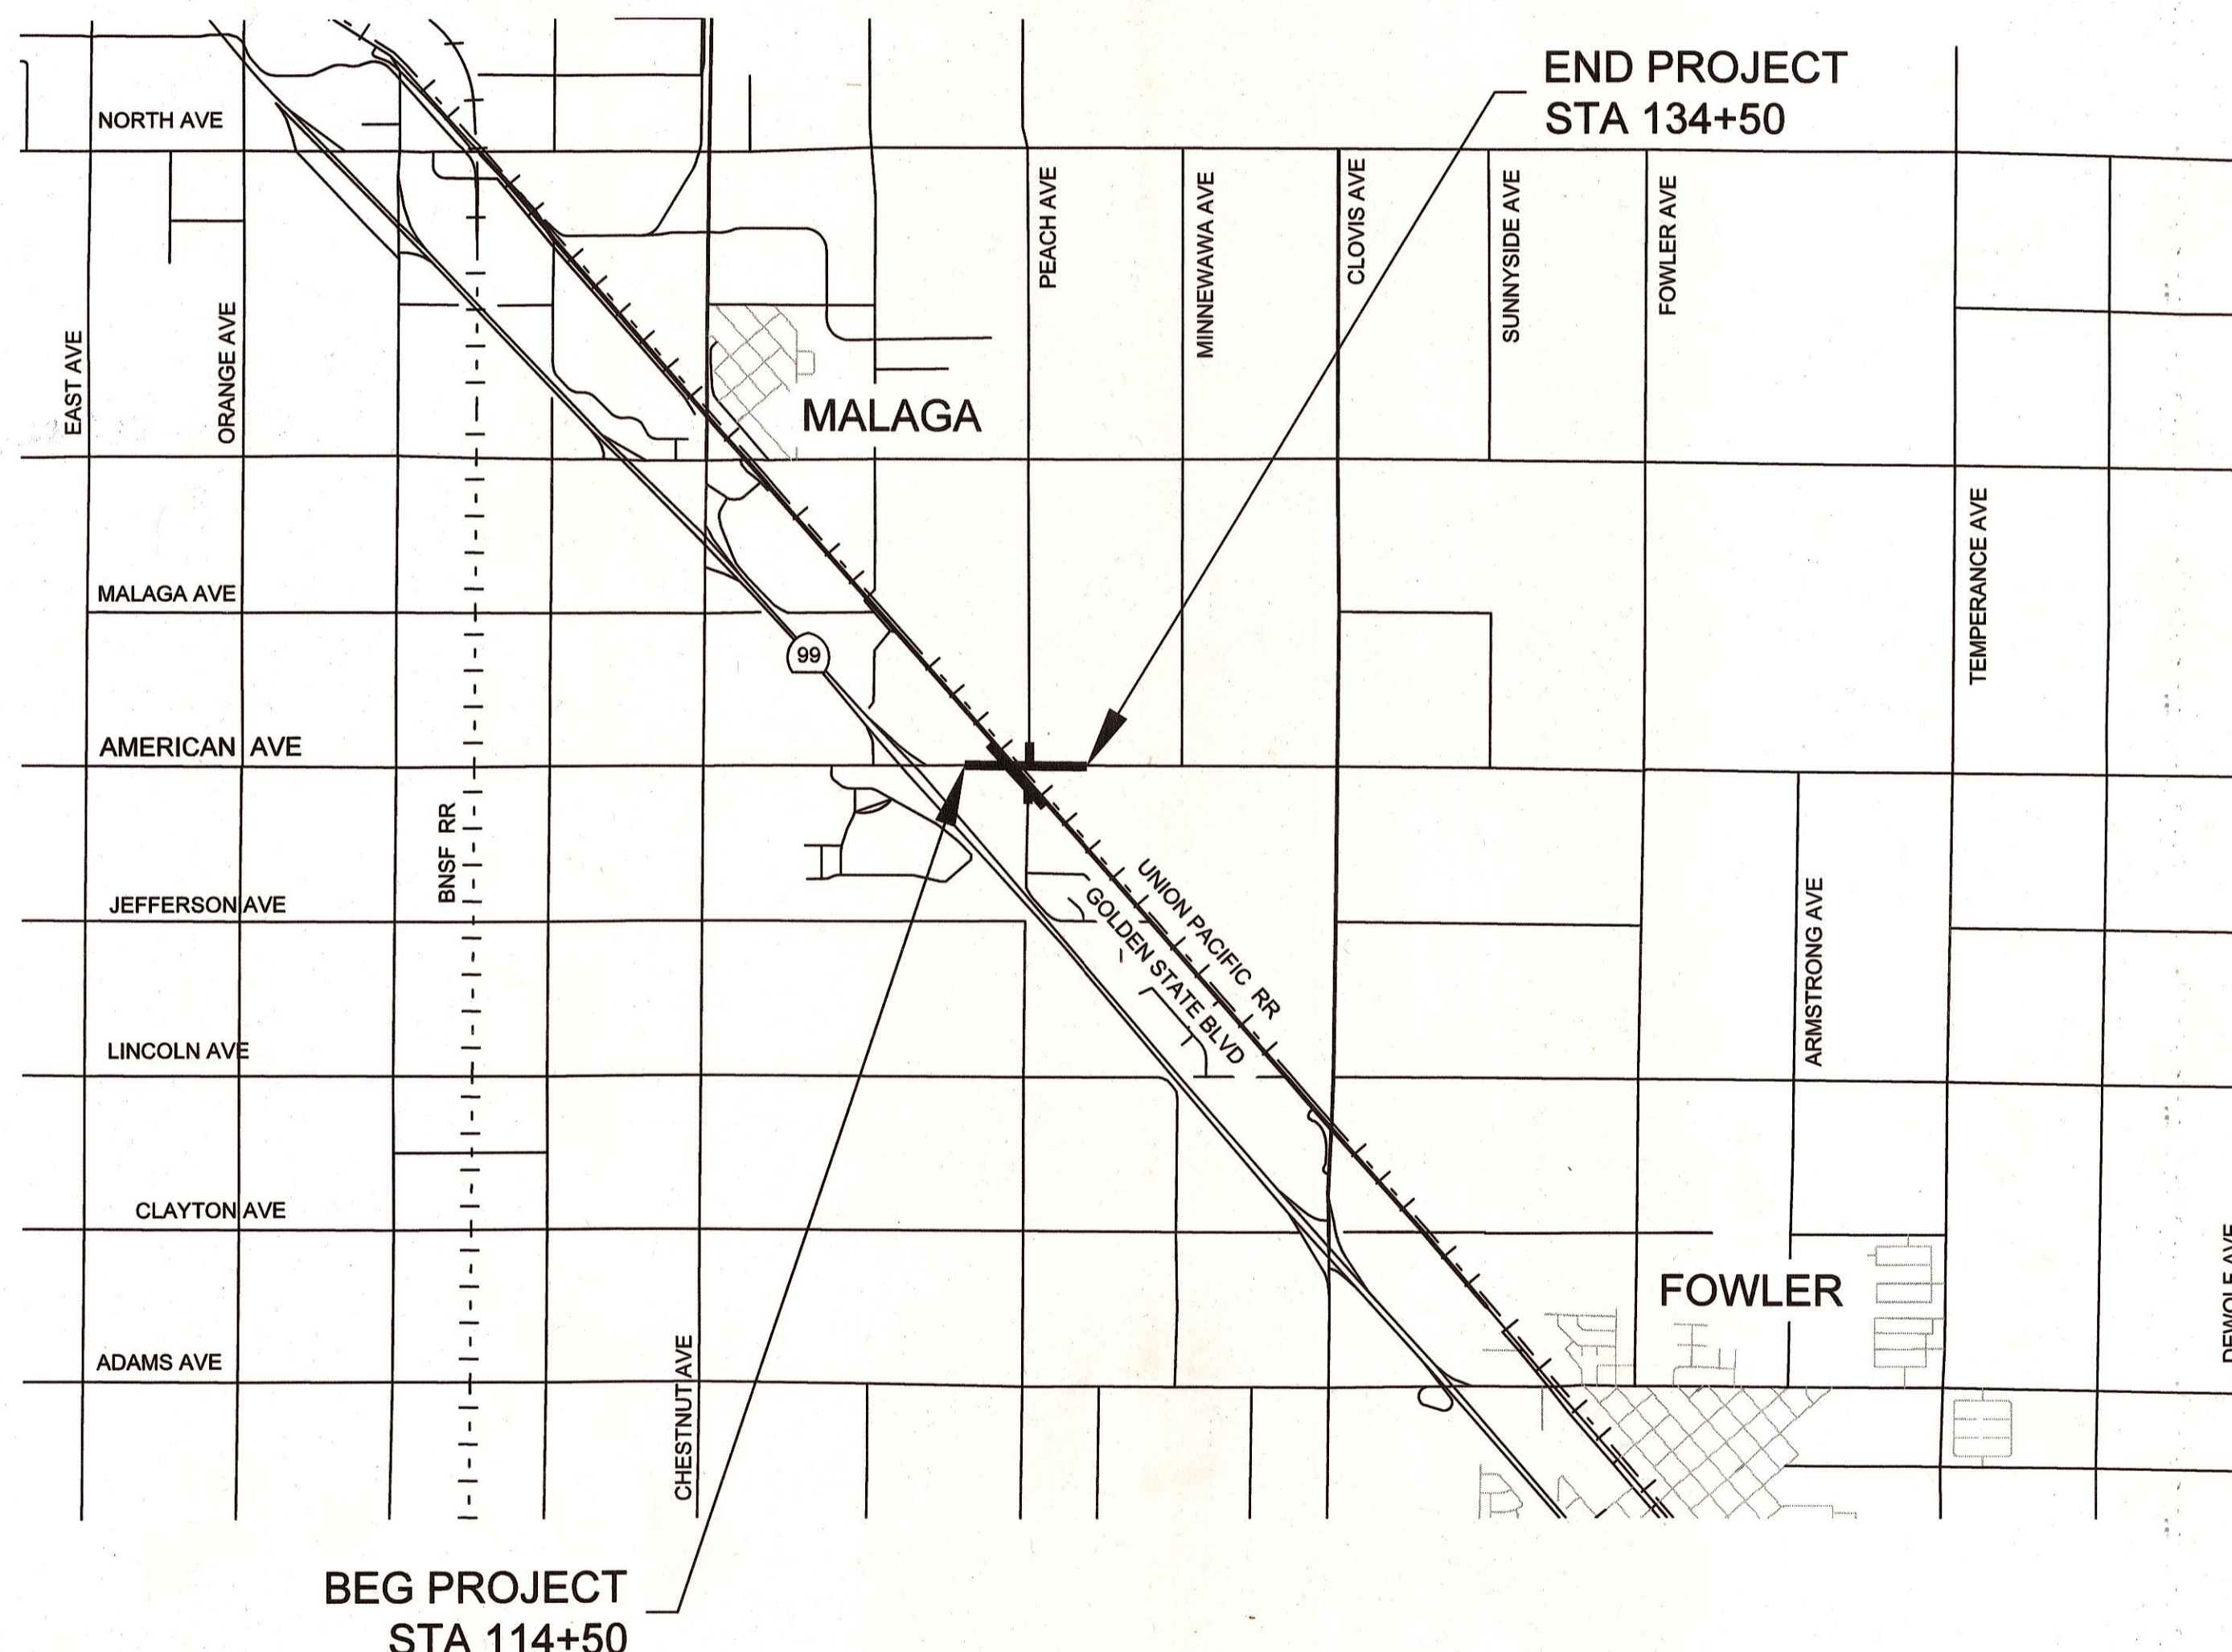 END PROJECT
STA 134+50
NORTH AVE
PEACH AVE
MINNEWAWA AVE
CLOVIS AVE
SUNNYSIDE AVE
FOWLER AVE
EAST AVE
ORANGE AVE
MALAGA
TEMPERANCE AVE
MALAGA AVE
99
AMERICAN AVE
BNSF RR
JEFFERSON AVE
UNION PACIFIC RR
GOLDEN STATE BLVD
ARMSTRONG AVE
LINCOLN AVE
CLAYTON AVE
FOWLER
DEWOLF AVE
ADAMS AVE
CHESTNUT AVE
BEG PROJECT
STA 114+50